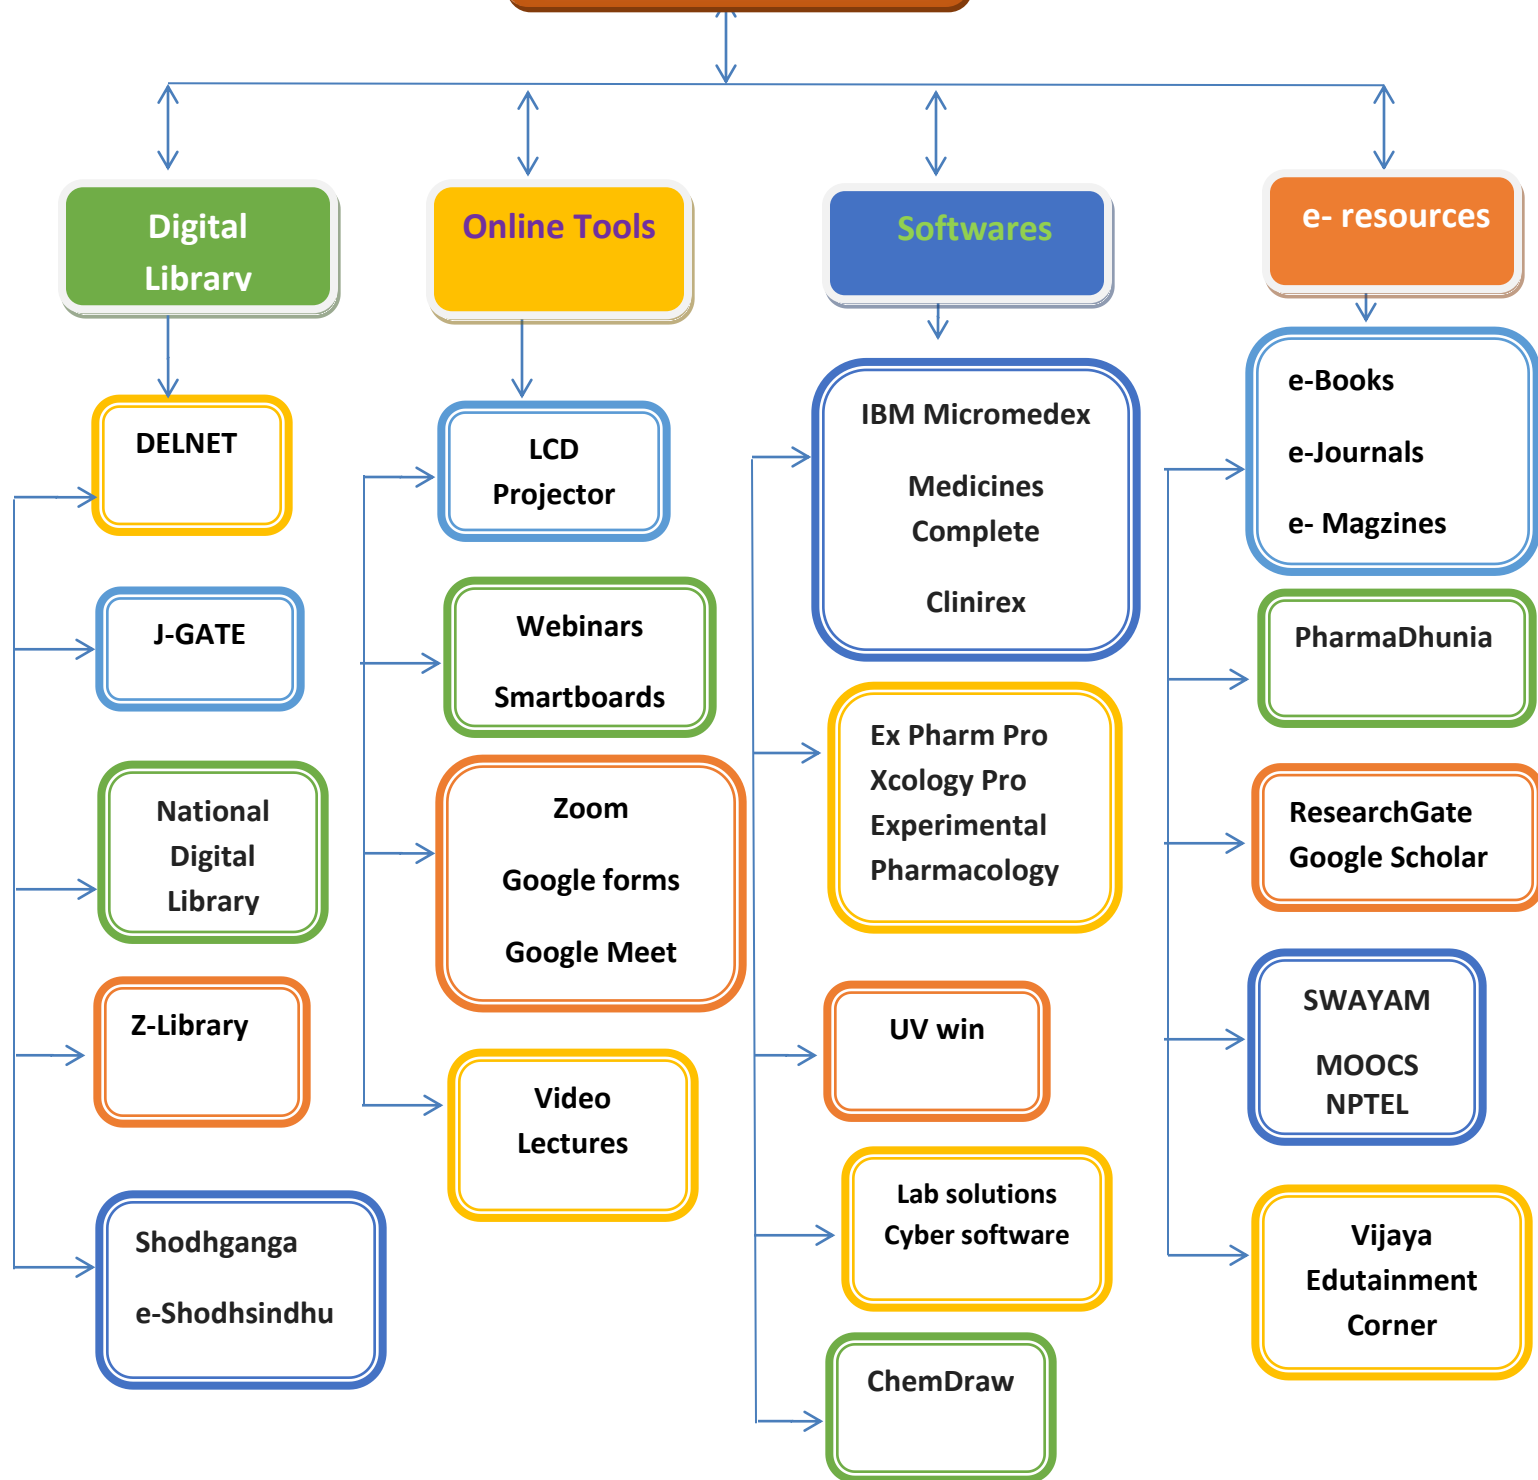 Digital
Library
DELNET
J-GATE
National
Digital
Library
Z-Library
Shodhganga
e-Shodhsindhu
Online Tools
LCD
Projector
Webinars
Smartboards
Zoom
Google forms
Google Meet
Video
Lectures
Softwares
IBM Micromedex
Medicines
Complete
Clinirex
Ex Pharm Pro
Xcology Pro
Experimental
Pharmacology
UV win
Lab solutions
Cyber software
ChemDraw
e- resources
e-Books
e-Journals
e- Magzines
PharmaDhunia
ResearchGate
Google Scholar
SWAYAM
MOOCS
NPTEL
Vijaya
Edutainment
Corner